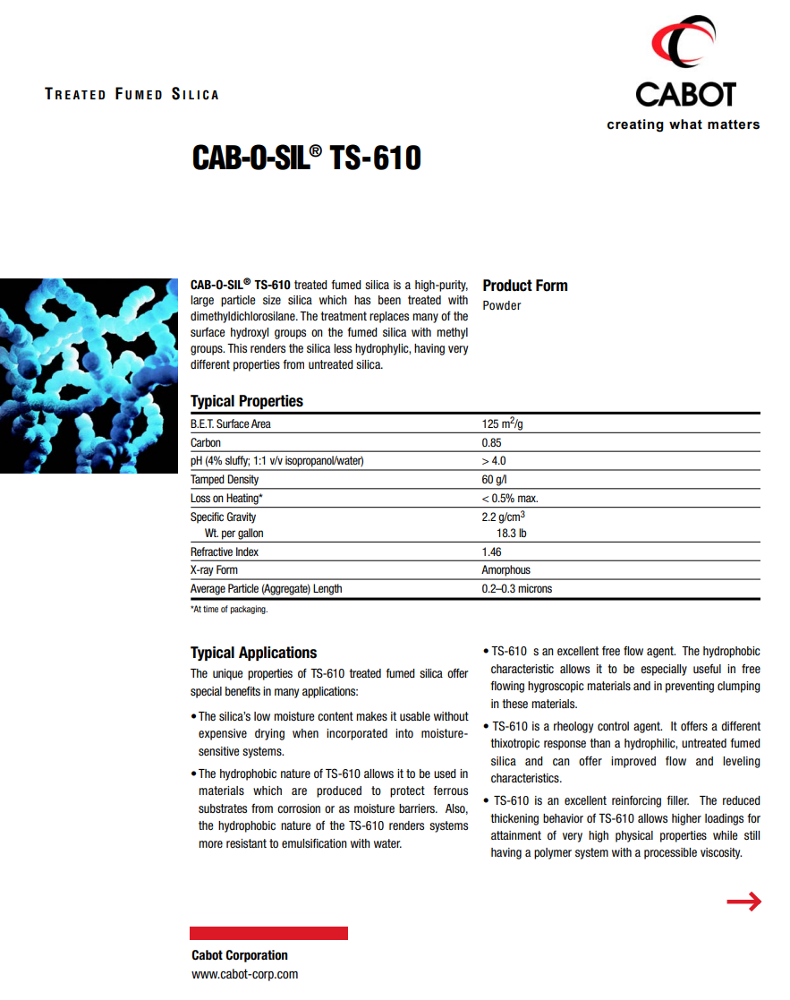 TREATED FUMED SILICA
CABOT
creating what matters
CAB-O-SIL® TS-610
CAB-O-SIL® TS-610 treated fumed silica is a high-purity,
large particle size silica which has been treated with
dimethyldichlorosilane. The treatment replaces many of the
surface hydroxyl groups on the fumed silica with methyl
groups. This renders the silica less hydrophylic, having very
different properties from untreated silica.
Product Form
Powder
Typical Properties
B.E.T. Surface Area 125 m²/g
Carbon 0.85
pH (4% sluffy; 1:1 v/v isopropanol/water) > 4.0
Tamped Density 60 g/l
Loss on Heating* < 0.5% max.
Specific Gravity 2.2 g/cm³
Wt. per gallon 18.3 lb
Refractive Index 1.46
X-ray Form Amorphous
Average Particle (Aggregate) Length 0.2–0.3 microns
*At time of packaging.
Typical Applications
The unique properties of TS-610 treated fumed silica offer
special benefits in many applications:
• The silica's low moisture content makes it usable without
expensive drying when incorporated into moisture-
sensitive systems.
• The hydrophobic nature of TS-610 allows it to be used in
materials which are produced to protect ferrous
substrates from corrosion or as moisture barriers. Also,
the hydrophobic nature of the TS-610 renders systems
more resistant to emulsification with water.
• TS-610 s an excellent free flow agent. The hydrophobic
characteristic allows it to be especially useful in free
flowing hygroscopic materials and in preventing clumping
in these materials.
• TS-610 is a rheology control agent. It offers a different
thixotropic response than a hydrophilic, untreated fumed
silica and can offer improved flow and leveling
characteristics.
• TS-610 is an excellent reinforcing filler. The reduced
thickening behavior of TS-610 allows higher loadings for
attainment of very high physical properties while still
having a polymer system with a processible viscosity.
Cabot Corporation
www.cabot-corp.com